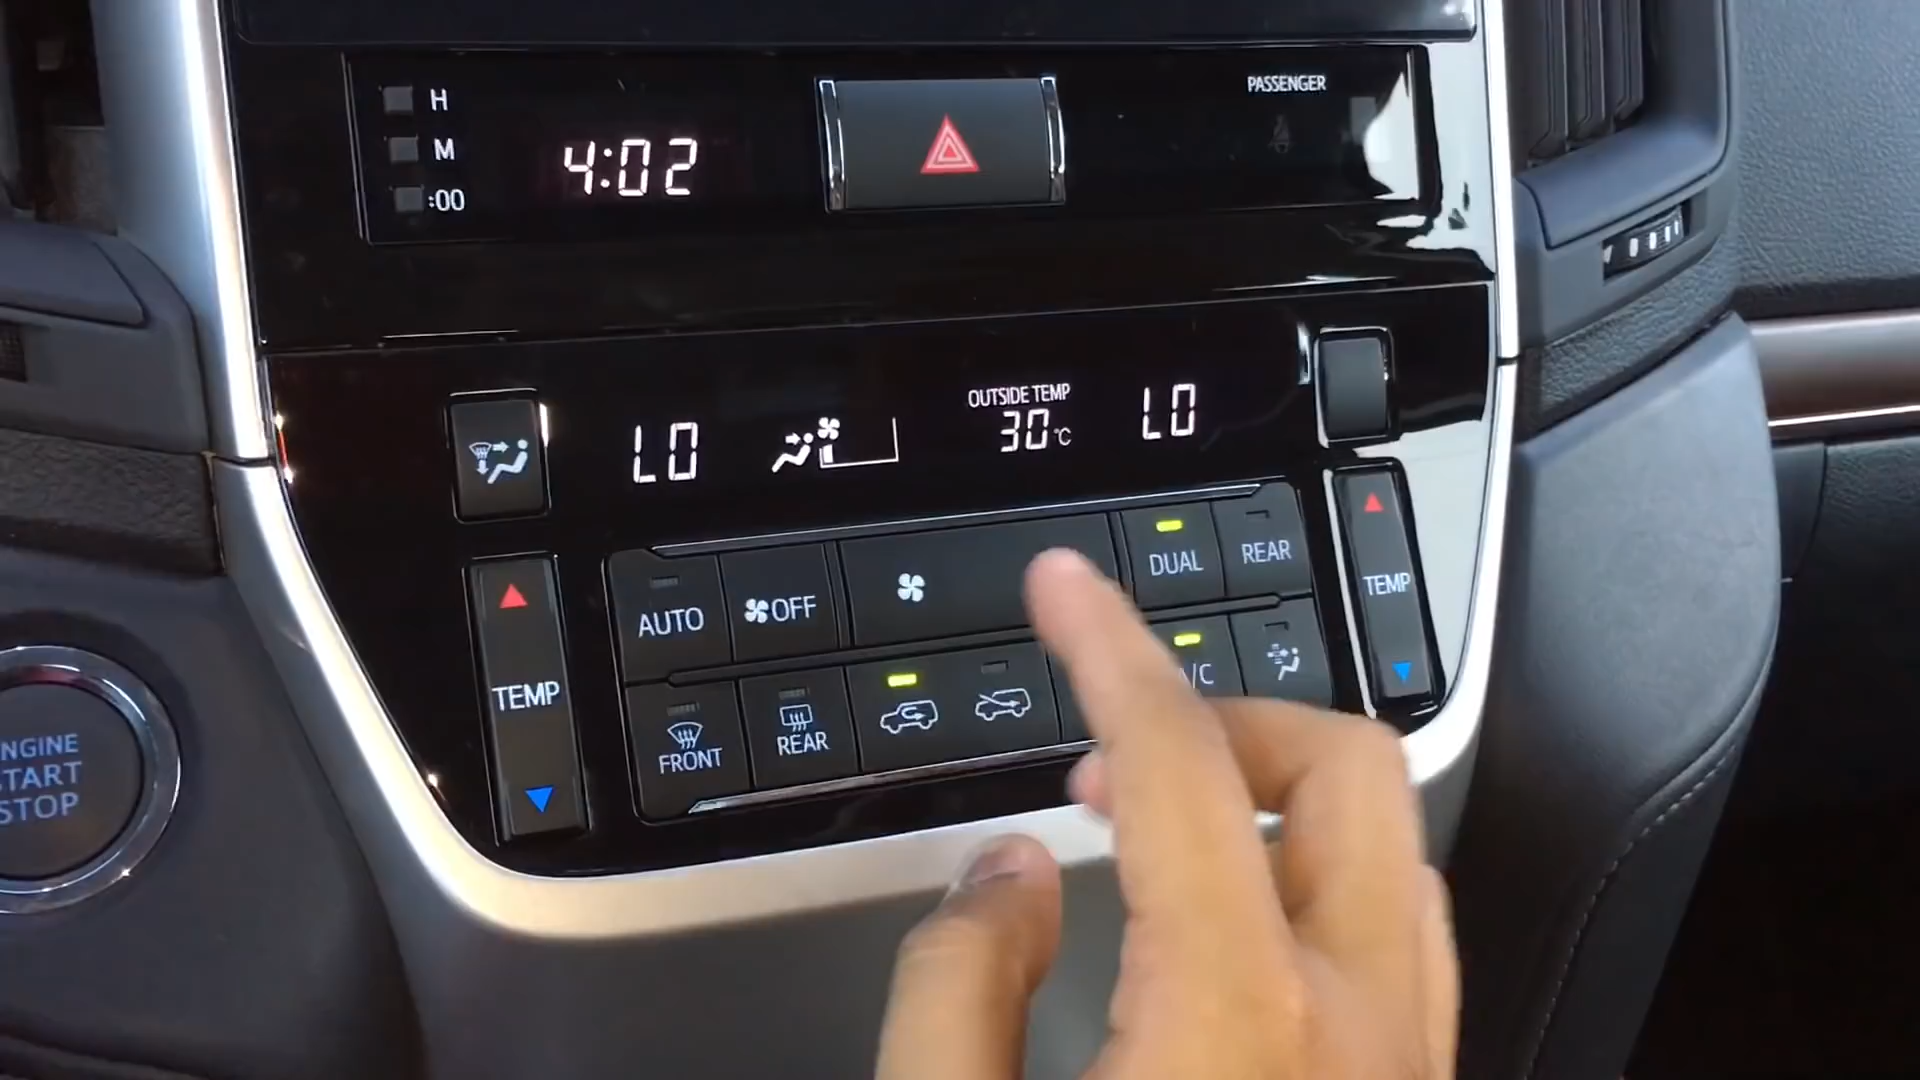 H
M
:00
4:02
PASSENGER
LO
OUTSIDE TEMP
30°C
LO
AUTO
OFF
DUAL
REAR
TEMP
TEMP
FRONT
REAR
A/C
NGINE
START
STOP